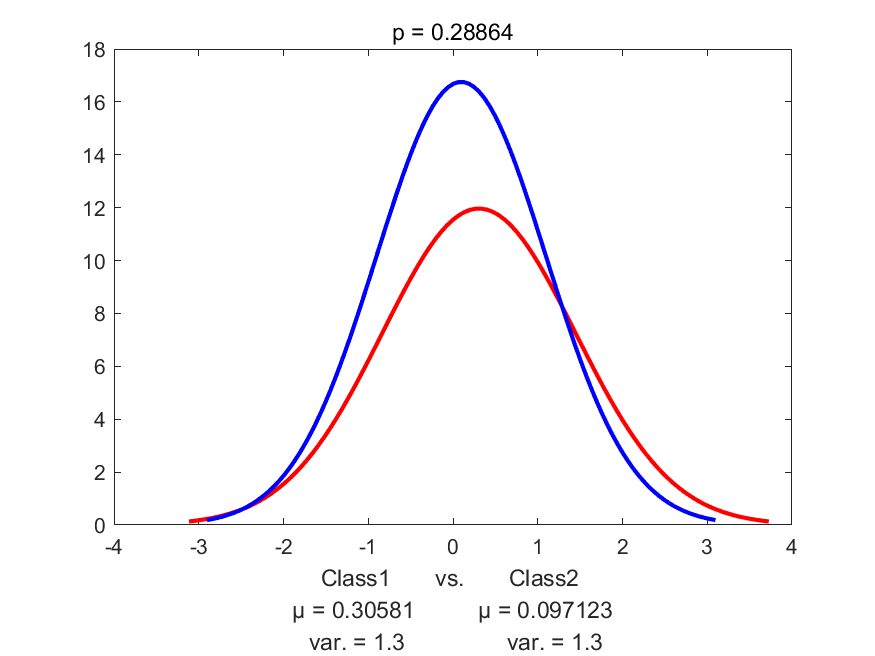 p = 0.28864
18
16
14
12
10
8
6
4
2
0
-4 -3 -2 -1 0 1 2 3 4
Class1 vs. Class2
μ = 0.30581 μ = 0.097123
var. = 1.3 var. = 1.3